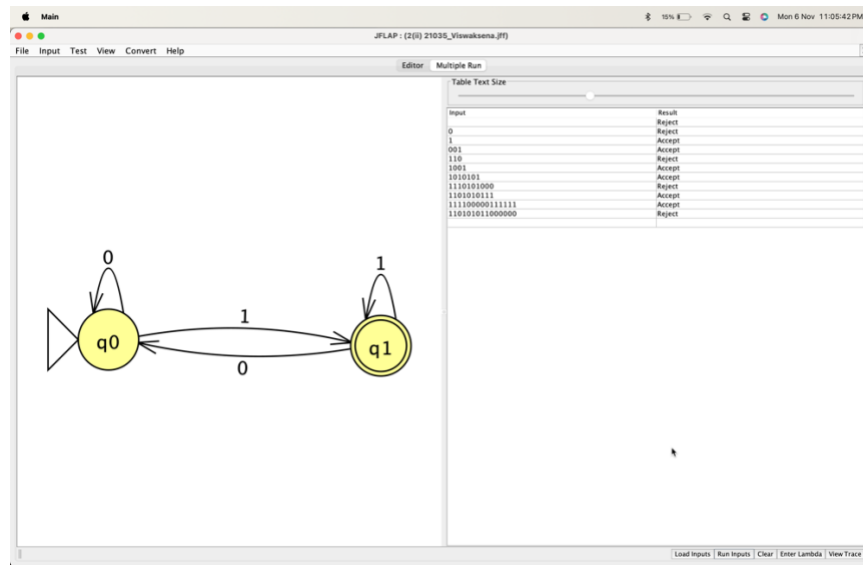 Main 15% Mon 6 Nov 11:05:42 PM
JFLAP : (2(ii) 21035_Viswaksena.jff)
File Input Test View Convert Help
Editor Multiple Run
Table Text Size
Input Result
Reject
0 Reject
1 Accept
001 Accept
110 Reject
1001 Accept
1010101 Accept
1110101000 Reject
1101010111 Accept
111100000111111 Accept
110101011000000 Reject
0
1
1
q0
q1
0
Load Inputs Run Inputs Clear Enter Lambda View Trace